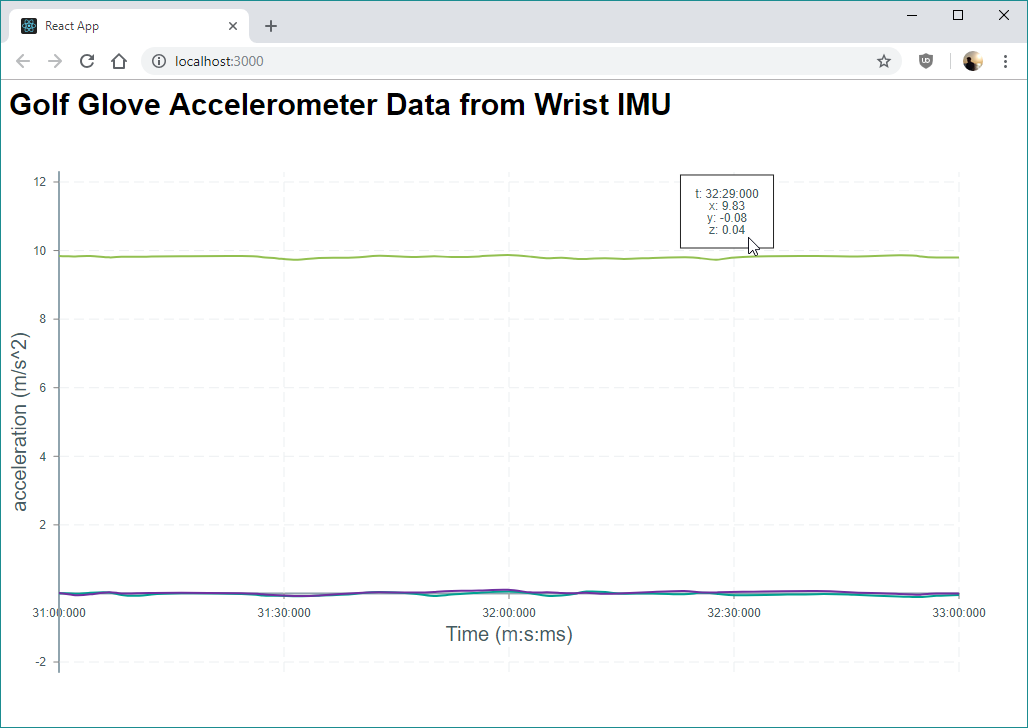 React App
localhost:3000
Golf Glove Accelerometer Data from Wrist IMU
t: 32:29:000
x: 9.83
y: -0.08
z: 0.04
12
10
8
6
4
2
-2
acceleration (m/s^2)
31:00:000 31:30:000 32:00:000 32:30:000 33:00:000
Time (m:s:ms)